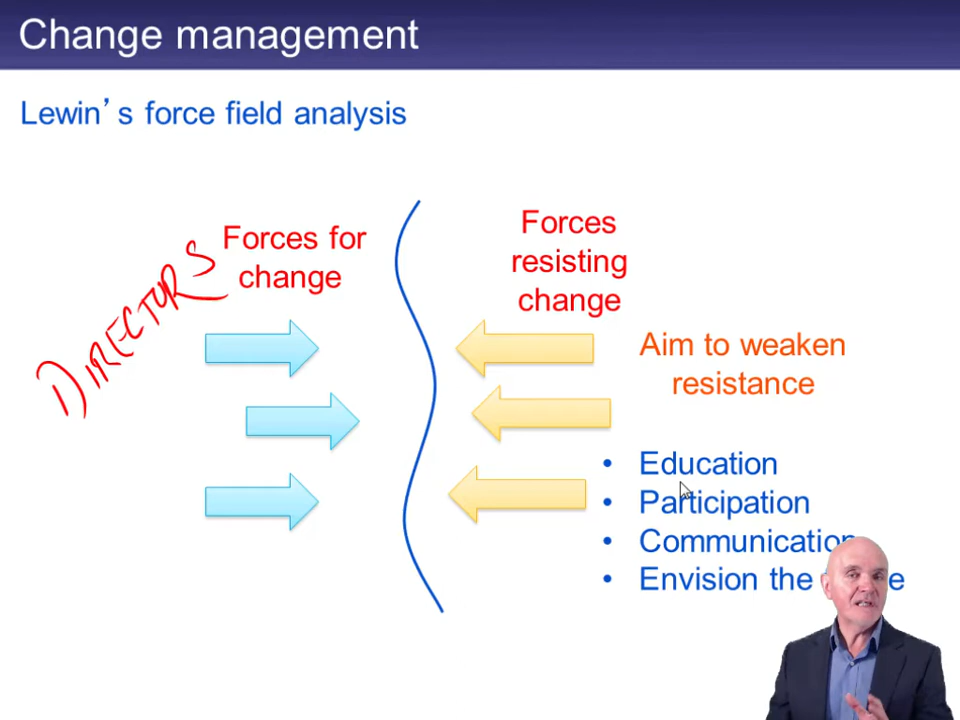 Change management
Lewin's force field analysis
DIRECTORS
Forces for
change
Forces
resisting
change
Aim to weaken
resistance
• Education
• Participation
• Communication
• Envision the